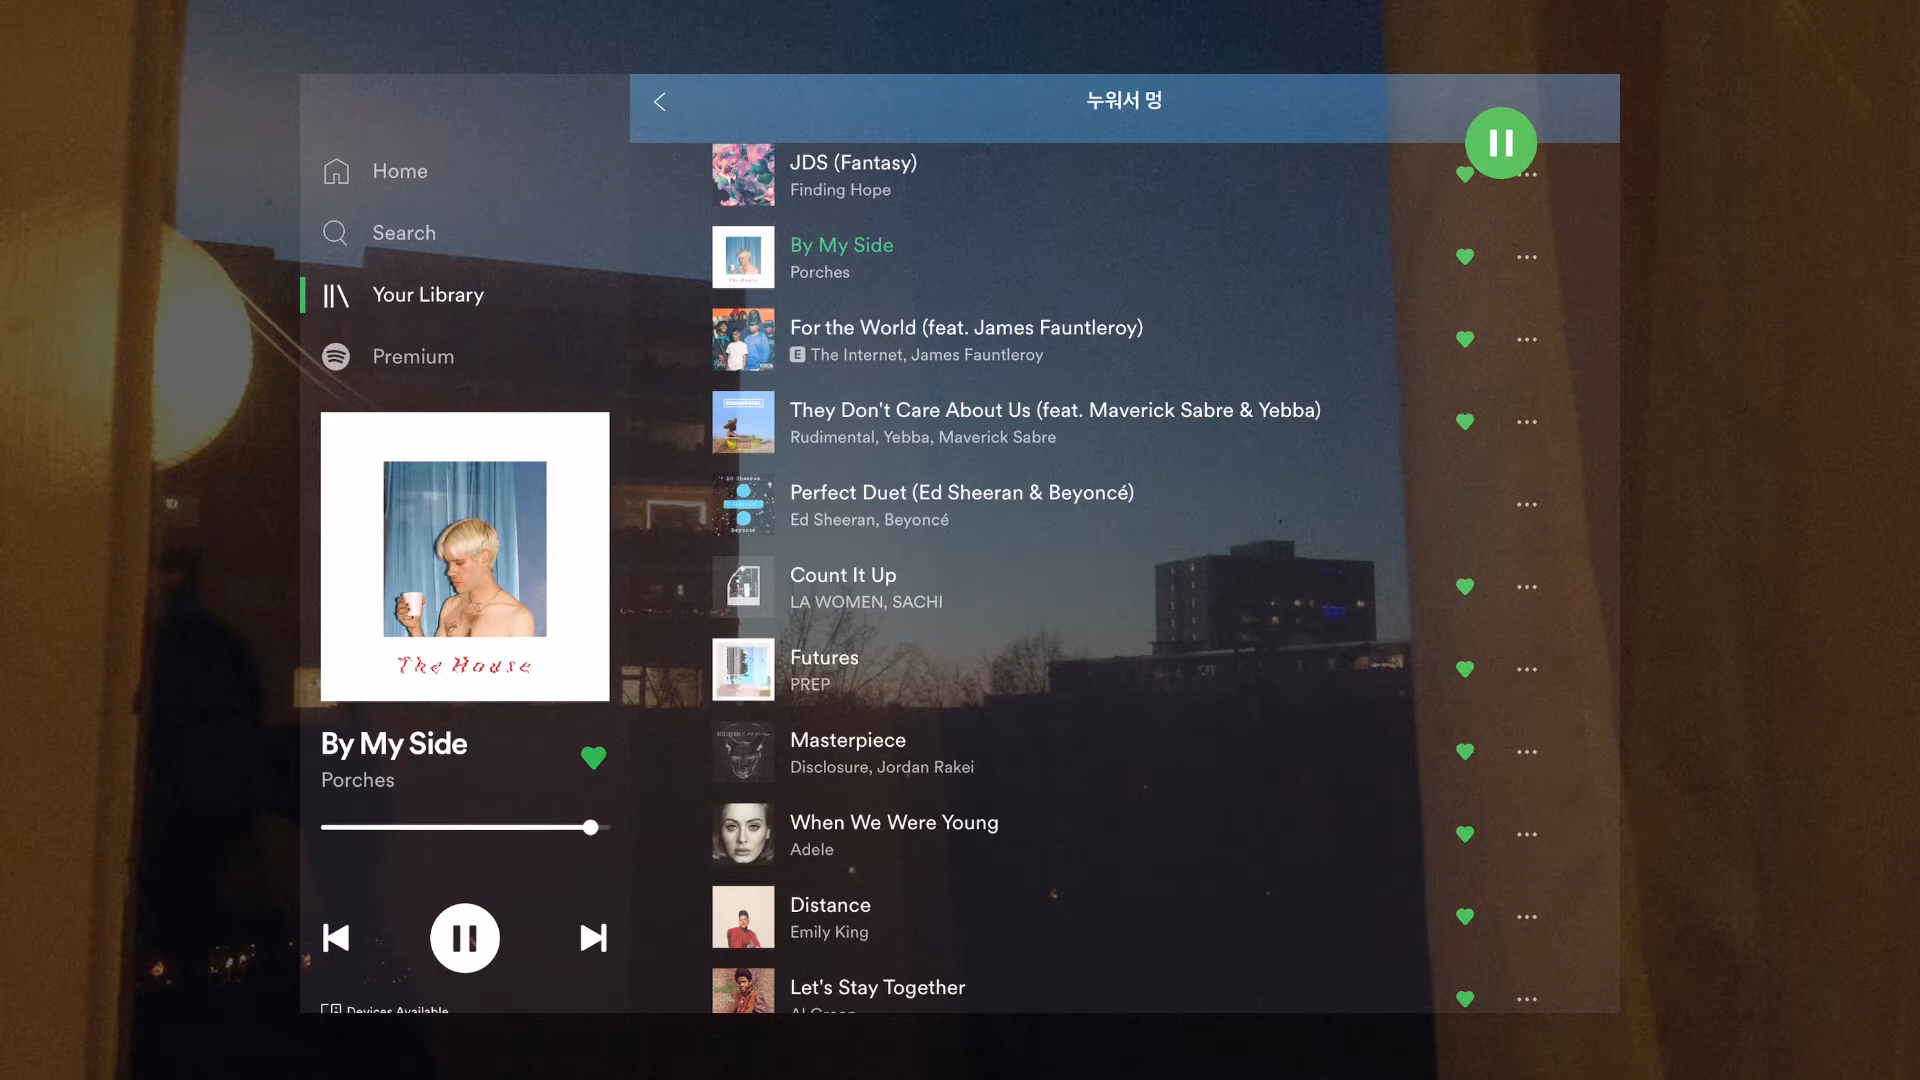 누워서 멍
Home
Search
Your Library
Premium
The House
By My Side
Porches
Devices Available
JDS (Fantasy)
Finding Hope
By My Side
Porches
For the World (feat. James Fauntleroy)
E The Internet, James Fauntleroy
They Don't Care About Us (feat. Maverick Sabre & Yebba)
Rudimental, Yebba, Maverick Sabre
Perfect Duet (Ed Sheeran & Beyoncé)
Ed Sheeran, Beyoncé
Count It Up
LA WOMEN, SACHI
Futures
PREP
Masterpiece
Disclosure, Jordan Rakei
When We Were Young
Adele
Distance
Emily King
Let's Stay Together
Al Green